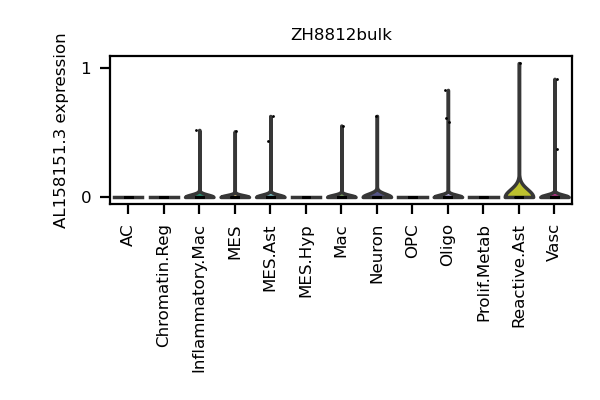 ZH8812bulk
AL158151.3 expression
1
0
AC
Chromatin.Reg
Inflammatory.Mac
MES
MES.Ast
MES.Hyp
Mac
Neuron
OPC
Oligo
Prolif.Metab
Reactive.Ast
Vasc